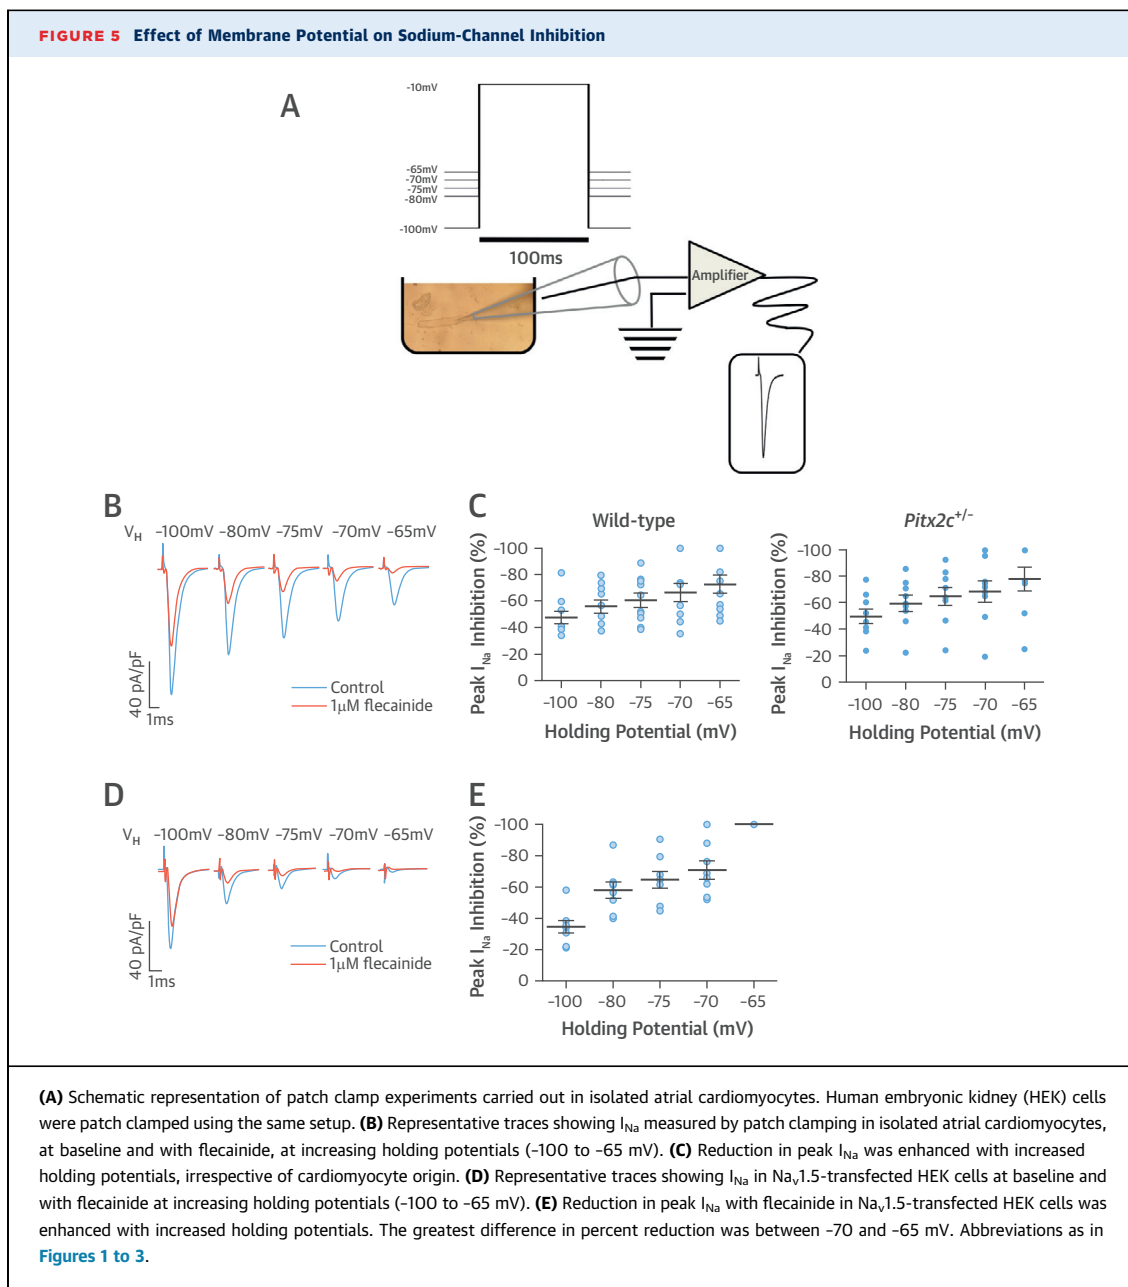 FIGURE 5 Effect of Membrane Potential on Sodium-Channel Inhibition
A
-10mV
-65mV
-70mV
-75mV
-80mV
-100mV
100ms
Amplifier
B
V_H -100mV -80mV -75mV -70mV -65mV
40 pA/pF
1ms
Control
1μM flecainide
C
Wild-type
Peak I_Na Inhibition (%)
-100
-80
-60
-40
-20
0
-100 -80 -75 -70 -65
Holding Potential (mV)
Pitx2c+/-
Peak I_Na Inhibition (%)
-100
-80
-60
-40
-20
0
-100 -80 -75 -70 -65
Holding Potential (mV)
D
V_H -100mV -80mV -75mV -70mV -65mV
40 pA/pF
1ms
Control
1μM flecainide
E
Peak I_Na Inhibition (%)
-100
-80
-60
-40
-20
0
-100 -80 -75 -70 -65
Holding Potential (mV)
(A) Schematic representation of patch clamp experiments carried out in isolated atrial cardiomyocytes. Human embryonic kidney (HEK) cells
were patch clamped using the same setup. (B) Representative traces showing I_Na measured by patch clamping in isolated atrial cardiomyocytes,
at baseline and with flecainide, at increasing holding potentials (-100 to -65 mV). (C) Reduction in peak I_Na was enhanced with increased
holding potentials, irrespective of cardiomyocyte origin. (D) Representative traces showing I_Na in Na_v1.5-transfected HEK cells at baseline and
with flecainide at increasing holding potentials (-100 to -65 mV). (E) Reduction in peak I_Na with flecainide in Na_v1.5-transfected HEK cells was
enhanced with increased holding potentials. The greatest difference in percent reduction was between -70 and -65 mV. Abbreviations as in
Figures 1 to 3.